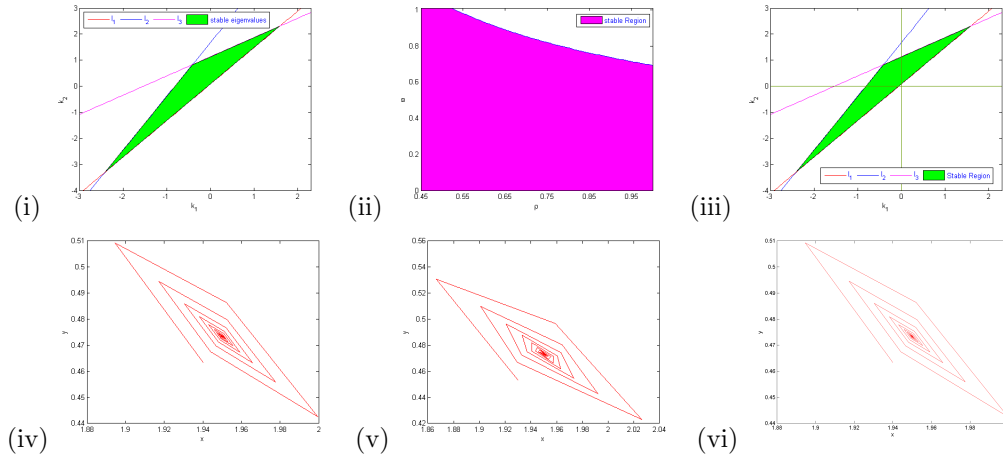 3
2
1
0
-1
-2
-3
-4
k2
l1 l2 l3 stable eigenvalues
-3 -2 -1 0 1 2
k1
(i)
1
0.8
0.6
0.4
0.2
0
stable Region
0.45 0.55 0.65 0.75 0.85 0.95
p
(ii)
3
2
1
0
-1
-2
-3
-4
k2
l1 l2 l3 Stable Region
-3 -2 -1 0 1 2
k1
(iii)
0.51
0.5
0.49
0.48
0.47
0.46
0.45
0.44
y
1.88 1.9 1.92 1.94 1.96 1.98 2
x
(iv)
0.56
0.54
0.52
0.5
0.48
0.46
0.44
0.42
y
1.86 1.88 1.9 1.92 1.94 1.96 1.98 2 2.02 2.04
x
(v)
0.51
0.5
0.49
0.48
0.47
0.46
0.45
0.44
y
1.88 1.9 1.92 1.94 1.96 1.98
x
(vi)